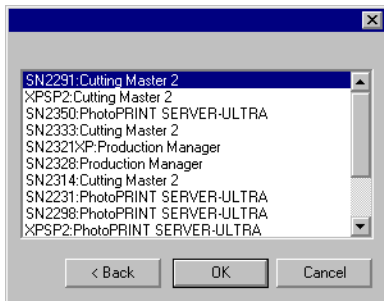 SN2291:Cutting Master 2
XPSP2:Cutting Master 2
SN2350:PhotoPRINT SERVER-ULTRA
SN2333:Cutting Master 2
SN2321XP:Production Manager
SN2328:Production Manager
SN2314:Cutting Master 2
SN2231:PhotoPRINT SERVER-ULTRA
SN2298:PhotoPRINT SERVER-ULTRA
XPSP2:PhotoPRINT SERVER-ULTRA
< Back OK Cancel